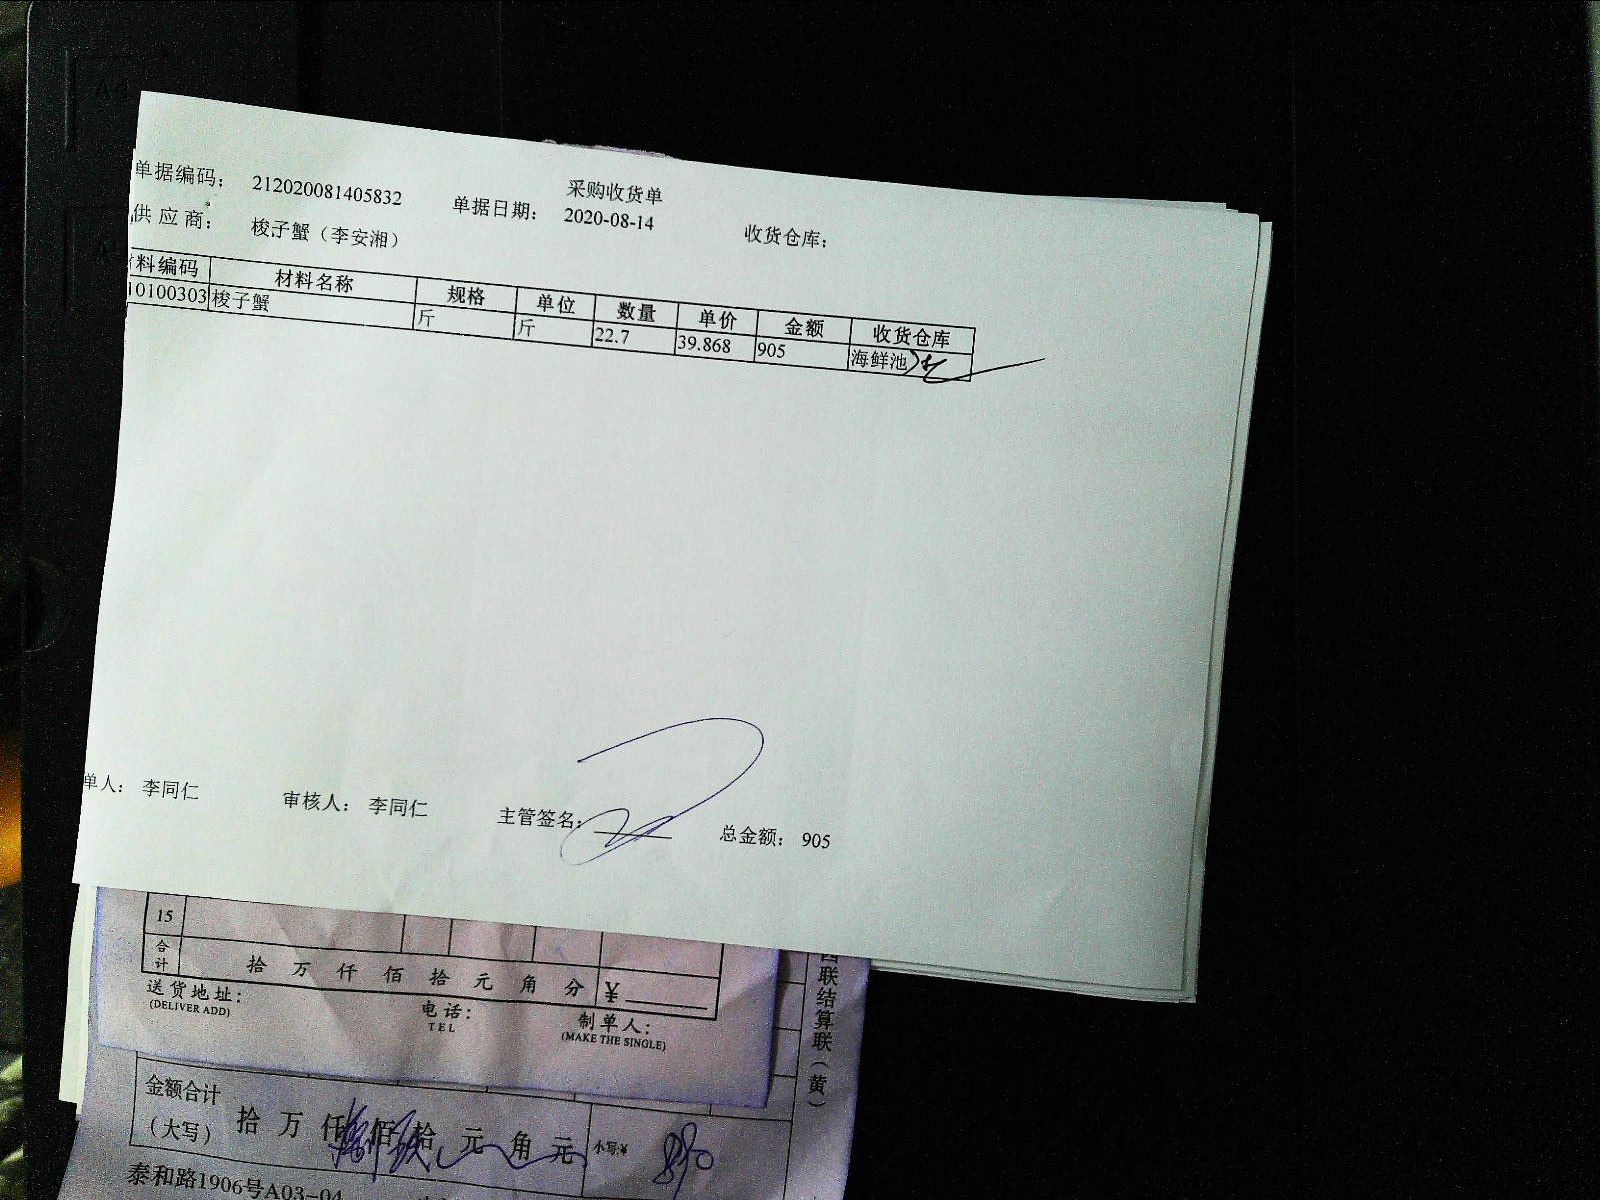 采购收货单
单据编码: 212020081405832 单据日期: 2020-08-14 收货仓库:
供应商: 梭子蟹（李安湘）
料编码 材料名称 规格 单位 数量 单价 金额 收货仓库
10100303 梭子蟹 斤 斤 22.7 39.868 905 海鲜池
单人: 李同仁 审核人: 李同仁 主管签名: 总金额: 905
15
合计 拾 万 仟 佰 拾 元 角 分 ¥
送货地址: 电话: 制单人:
(DELIVER ADD) TEL (MAKE THE SINGLE)
联结算联（黄）
金额合计
（大写） 拾 万 仟 佰 拾 元 角 元 小写:¥ 890
泰和路1906号A03-04